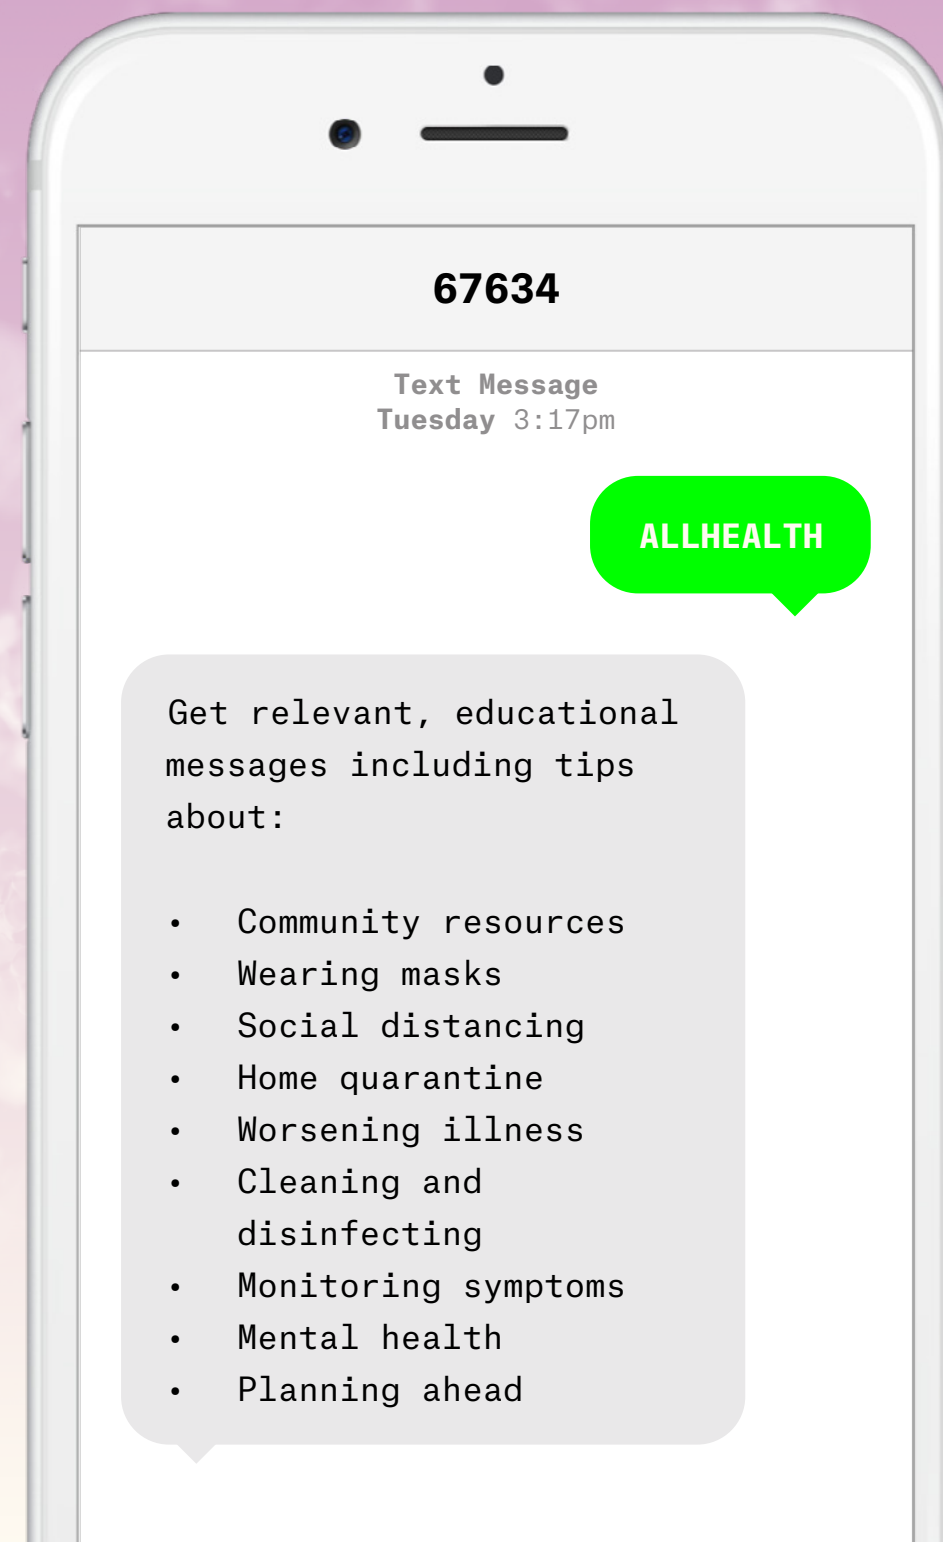 67634
Text Message
Tuesday 3:17pm
ALLHEALTH
Get relevant, educational
messages including tips
about:
• Community resources
• Wearing masks
• Social distancing
• Home quarantine
• Worsening illness
• Cleaning and
disinfecting
• Monitoring symptoms
• Mental health
• Planning ahead